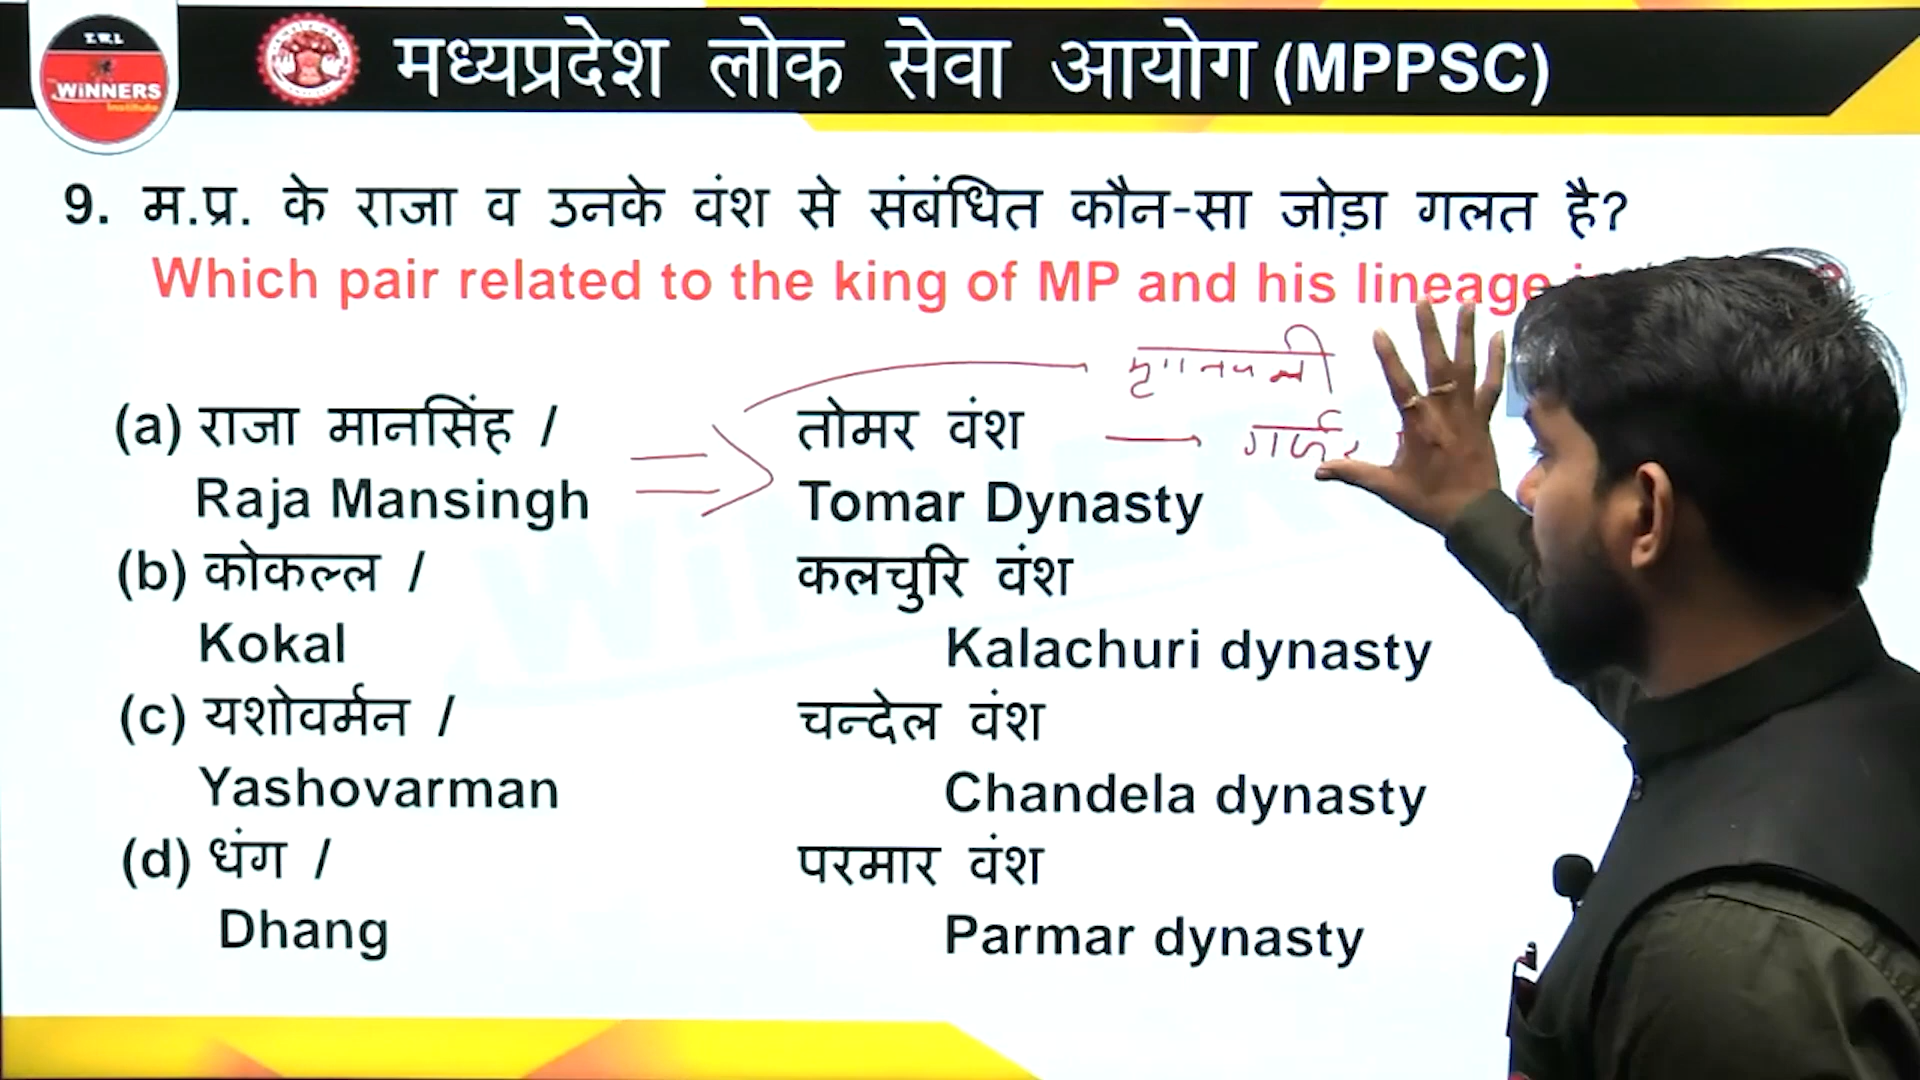 T.W.I.
WiNNERS
Institute
मध्यप्रदेश लोक सेवा आयोग (MPPSC)
9. म.प्र. के राजा व उनके वंश से संबंधित कौन-सा जोड़ा गलत है?
Which pair related to the king of MP and his lineage
(a) राजा मानसिंह / तोमर वंश
Raja Mansingh Tomar Dynasty
(b) कोकल्ल / कलचुरि वंश
Kokal Kalachuri dynasty
(c) यशोवर्मन / चन्देल वंश
Yashovarman Chandela dynasty
(d) धंग / परमार वंश
Dhang Parmar dynasty